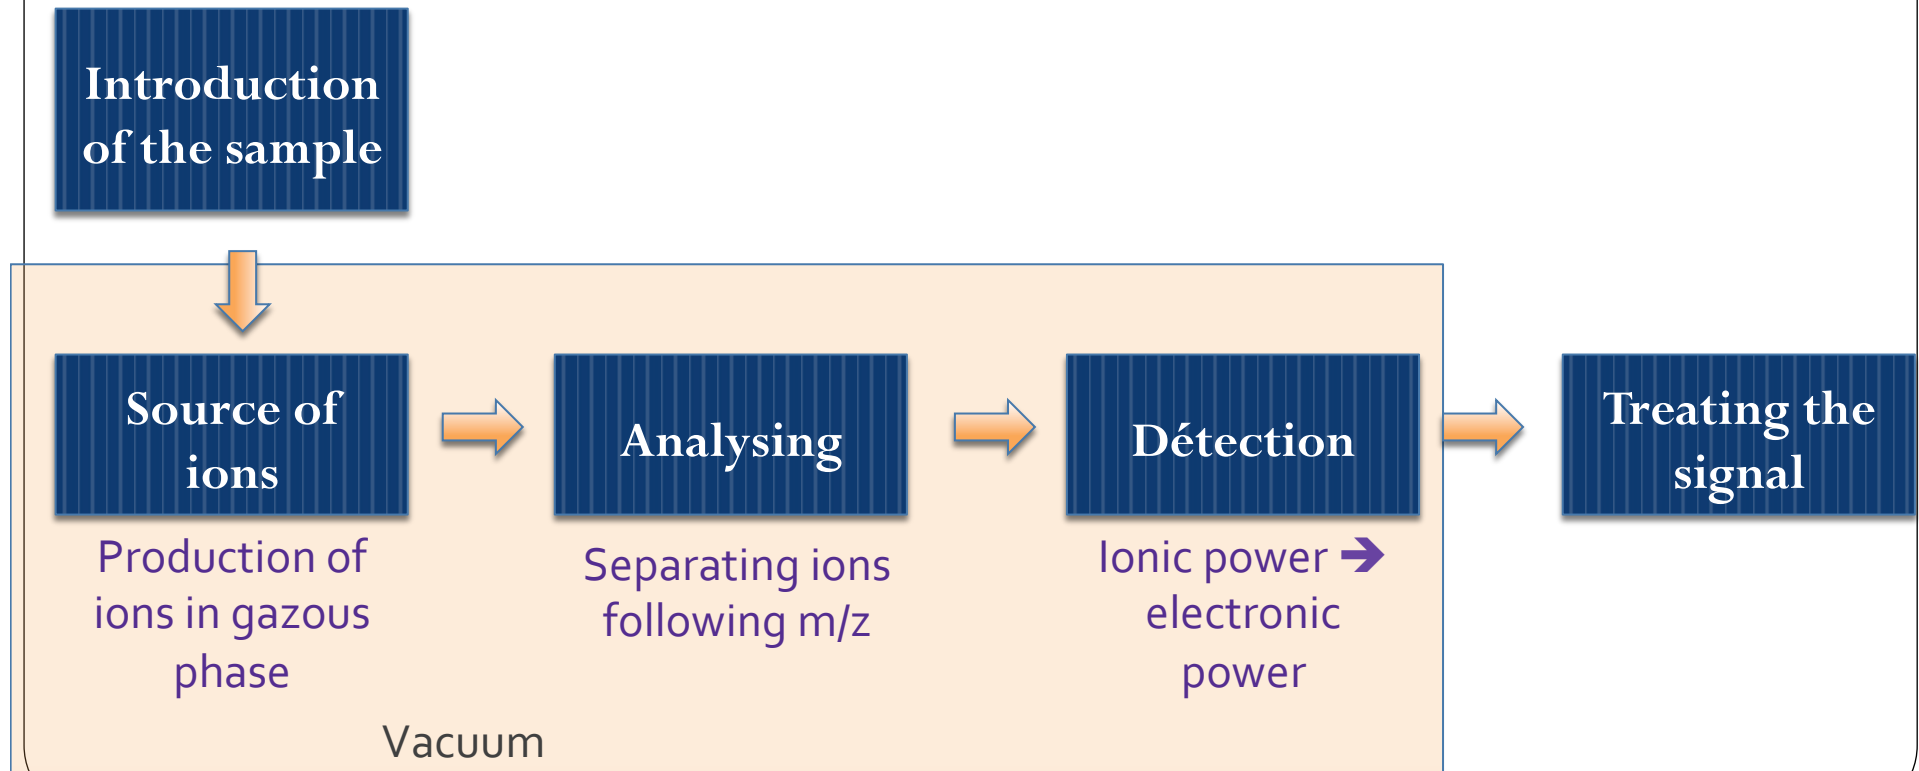 Introduction
of the sample
Source of
ions
Analysing
Détection
Treating the
signal
Production of
ions in gazous
phase
Separating ions
following m/z
Ionic power ➔
electronic
power
Vacuum